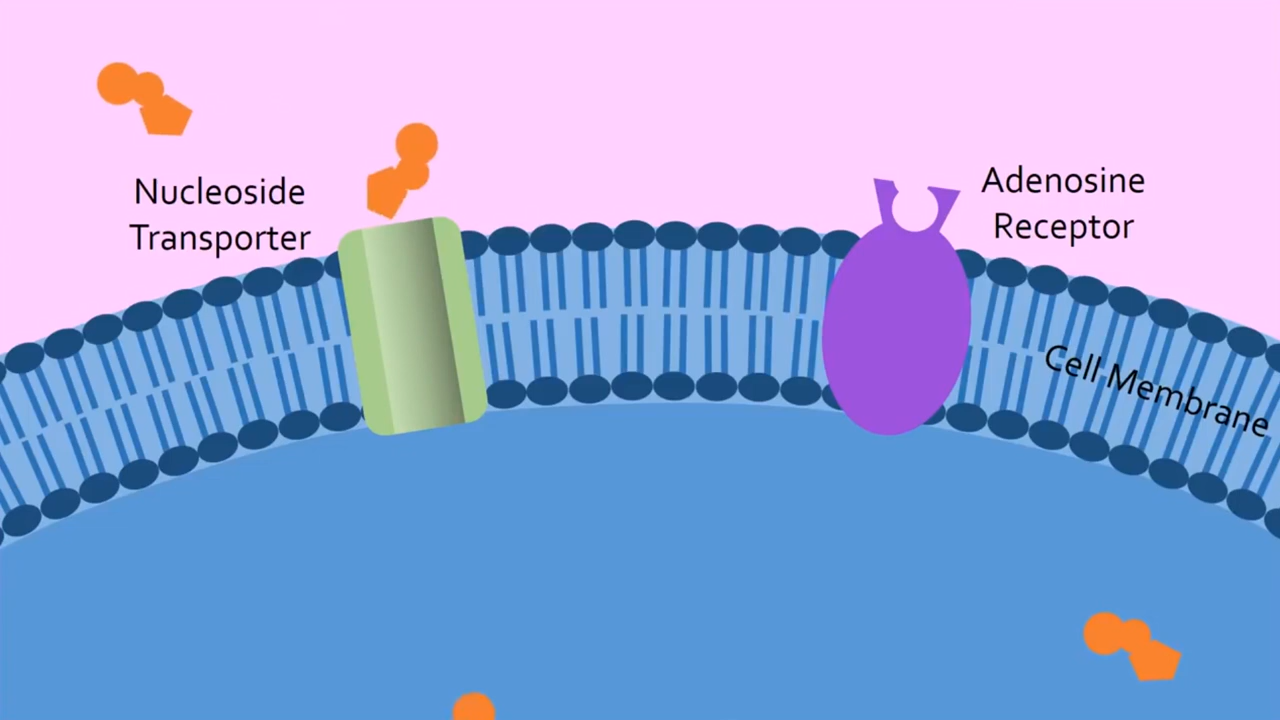 Nucleoside
Transporter
Adenosine
Receptor
Cell Membrane